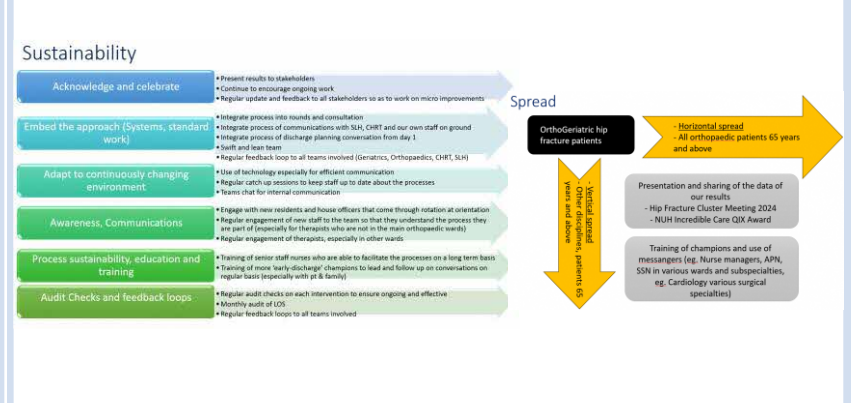 Sustainability
Acknowledge and celebrate
• Present results to stakeholders
• Continue to encourage ongoing work
• Regular update and feedback to all stakeholders so as to work on micro improvements
Embed the approach (Systems, standard
work)
• Integrate process into rounds and consultation
• Integrate process of communications with SLH, CHRT and our own staff on ground
• Integrate process of discharge planning conversation from day 1
• Swift and lean team
• Regular feedback loop to all teams involved (Geriatrics, Orthopaedics, CHRT, SLH)
Adapt to continuously changing
environment
• Use of technology especially for efficient communication
• Regular catch up sessions to keep staff up to date about the processes
• Teams chat for internal communication
Awareness, Communications
• Engage with new residents and house officers that come through rotation at orientation
• Regular engagement of new staff to the team so that they understand the process they
are part of (especially for therapists who are not in the main orthopaedic wards)
• Regular engagement of therapists, especially in other wards
Process sustainability, education and
training
• Training of senior staff nurses who are able to facilitate the processes on a long term basis
• Training of more 'early-discharge' champions to lead and follow up on conversations on
regular basis (especially with pt & family)
Audit Checks and feedback loops
• Regular audit checks on each intervention to ensure ongoing and effective
• Monthly audit of LOS
• Regular feedback loops to all teams involved
Spread
OrthoGeriatric hip
fracture patients
- Horizontal spread
- All orthopaedic patients 65 years
and above
- Vertical spread
- Other disciplines, patients 65
years and above
Presentation and sharing of the data of
our results
- Hip Fracture Cluster Meeting 2024
- NUH Incredible Care QIX Award
Training of champions and use of
messangers (eg. Nurse managers, APN,
SSN in various wards and subspecialties,
eg. Cardiology various surgical
specialties)